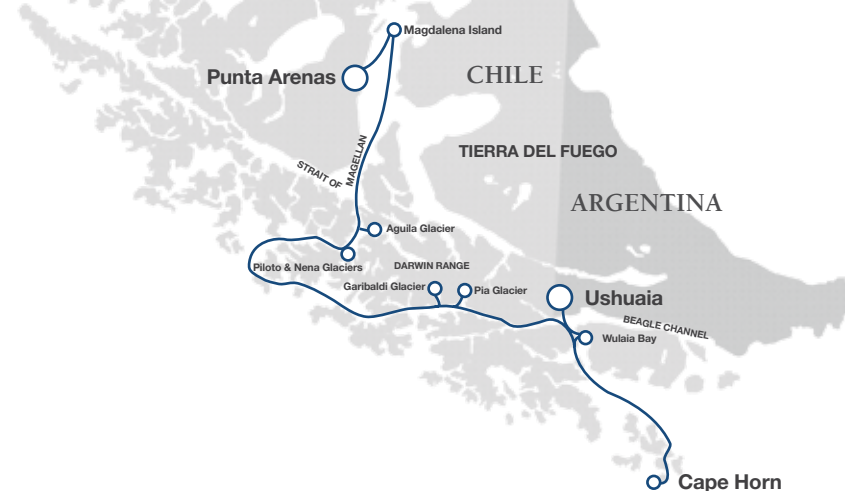 Magdalena Island
Punta Arenas
CHILE
STRAIT OF
MAGELLAN
TIERRA DEL FUEGO
ARGENTINA
Aguila Glacier
Piloto & Nena Glaciers
DARWIN RANGE
Garibaldi Glacier
Pia Glacier
Ushuaia
BEAGLE CHANNEL
Wulaia Bay
Cape Horn